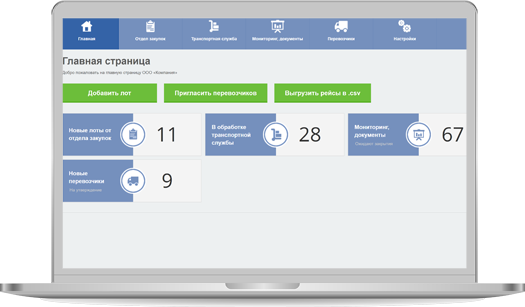 Главная
Отдел закупок
Транспортная служба
Мониторинг, документы
Перевозчики
Настройки
Главная страница
Добро пожаловать на главную страницу ООО «Компания»
Добавить лот
Пригласить перевозчиков
Выгрузить рейсы в .csv
Новые лоты от
отдела закупок
11
В обработке
транспортной
службы
28
Мониторинг,
документы
Ожидают закрытия
67
Новые
перевозчики
На утверждение
9